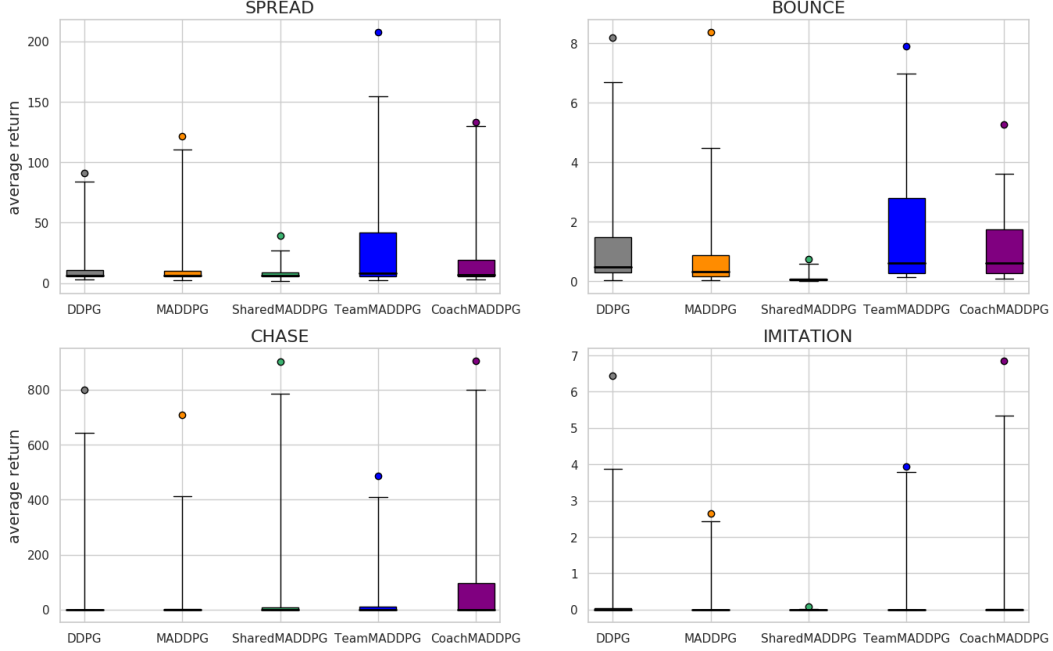 SPREAD
average return
200
150
100
50
0
DDPG MADDPG SharedMADDPG TeamMADDPG CoachMADDPG
BOUNCE
8
6
4
2
0
DDPG MADDPG SharedMADDPG TeamMADDPG CoachMADDPG
CHASE
average return
800
600
400
200
0
DDPG MADDPG SharedMADDPG TeamMADDPG CoachMADDPG
IMITATION
7
6
5
4
3
2
1
0
DDPG MADDPG SharedMADDPG TeamMADDPG CoachMADDPG